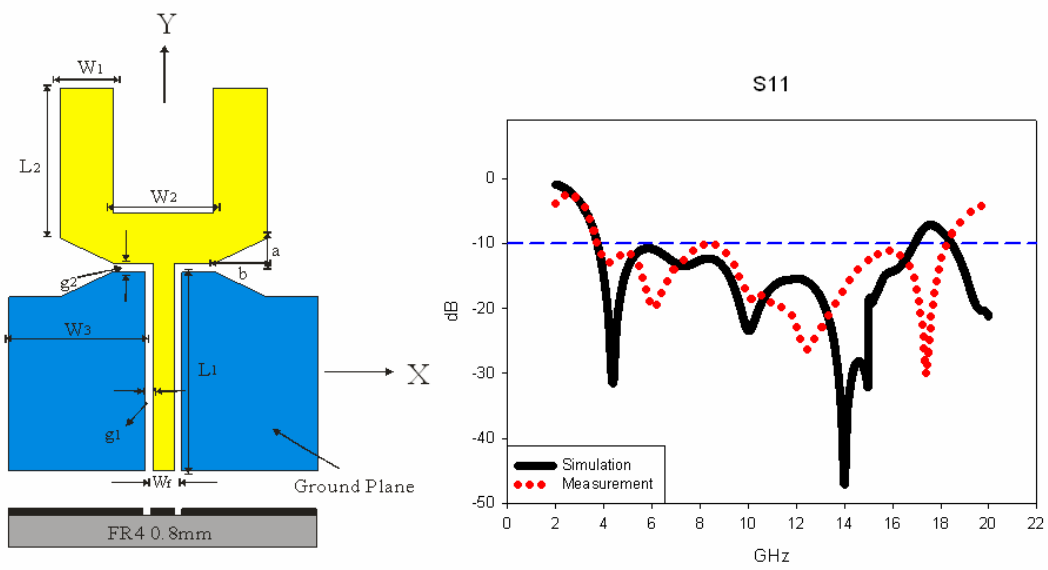 Y
W1
L2
W2
a
b
g2
W3
L1
X
g1
Wf
Ground Plane
FR4 0.8mm
S11
0
-10
-20
-30
-40
-50
dB
Simulation
Measurement
0 2 4 6 8 10 12 14 16 18 20 22
GHz